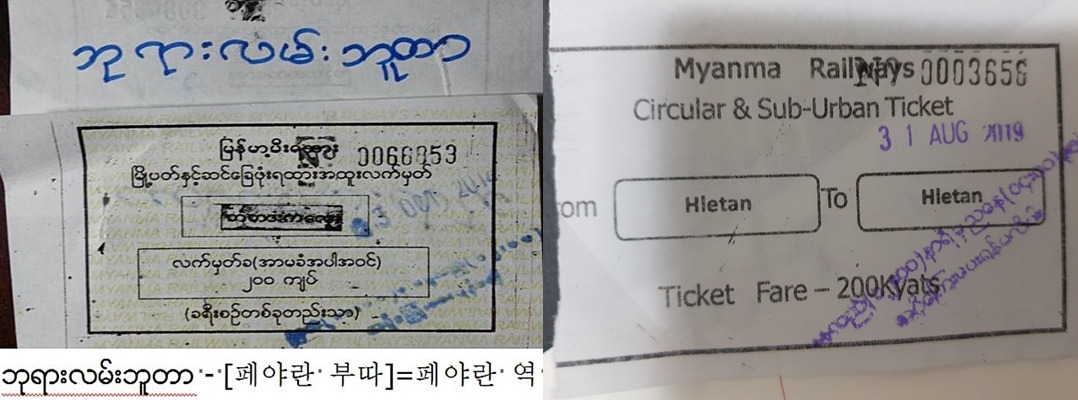 ဘုရားလမ်းဘူတာ
မြန်မာ့မီးရထား 0066853
မြို့ပတ်နှင့်ဆင်ခြေဖုံးရထားအထူးလက်မှတ်
လက်မှတ်ခ(အာမခံအပါအဝင်)
၂၀၀ ကျပ်
(ခရီးစဉ်တစ်ခုတည်းသာ)
ဘုရားလမ်းဘူတာ - [페야란 부따]=페야란 역
Myanma Railways No 0003656
Circular & Sub-Urban Ticket
31 AUG 2019
From Hletan To Hletan
Ticket Fare – 200Kyats